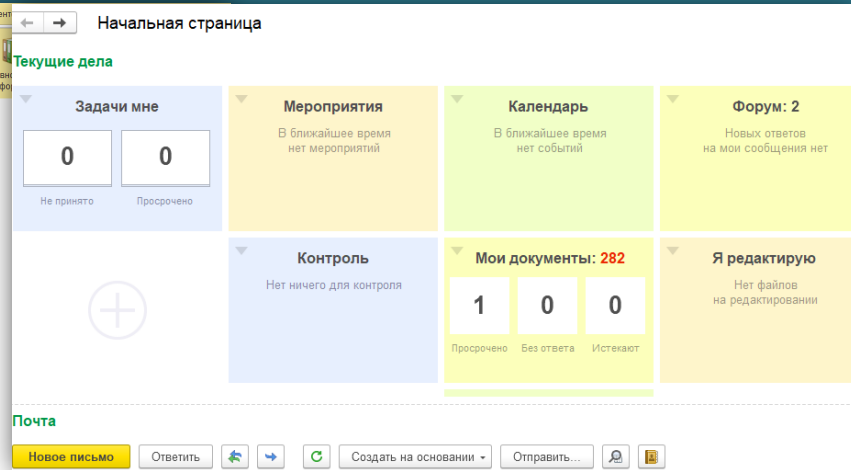 Начальная страница
Текущие дела
Задачи мне
0
0
Не принято
Просрочено
Мероприятия
В ближайшее время
нет мероприятий
Календарь
В ближайшее время
нет событий
Форум: 2
Новых ответов
на мои сообщения нет
Контроль
Нет ничего для контроля
Мои документы: 282
1
0
0
Просрочено
Без ответа
Истекают
Я редактирую
Нет файлов
на редактировании
Почта
Новое письмо
Ответить
Создать на основании
Отправить...